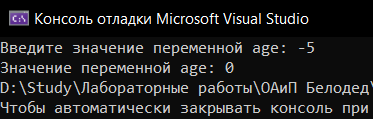 Консоль отладки Microsoft Visual Studio
Введите значение переменной age: -5
Значение переменной age: 0
D:\Study\Лабораторные работы\ОАиП Белодед\
Чтобы автоматически закрывать консоль при